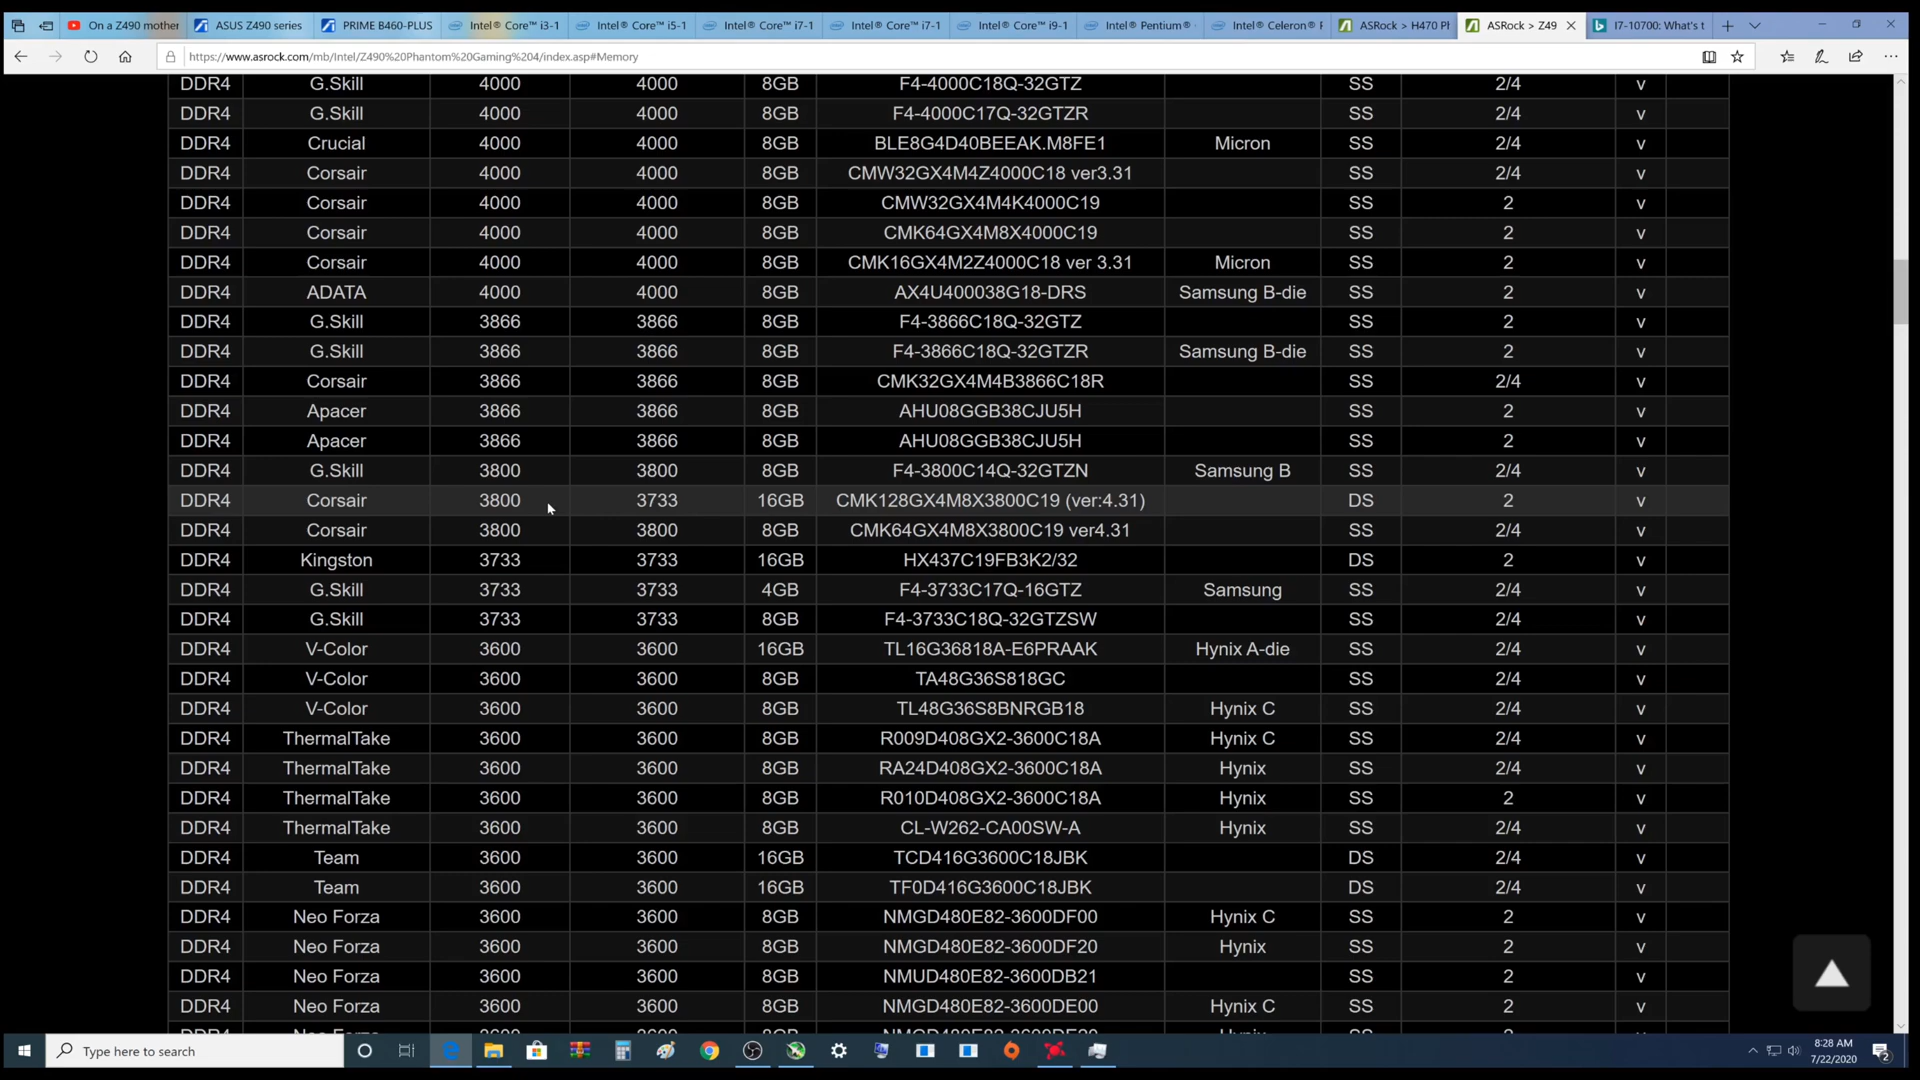 On a Z490 mother
ASUS Z490 series
PRIME B460-PLUS
Intel® Core™ i3-1
Intel® Core™ i5-1
Intel® Core™ i7-1
Intel® Core™ i7-1
Intel® Core™ i9-1
Intel® Pentium®
Intel® Celeron® P
ASRock > H470 Ph
ASRock > Z49
I7-10700: What's t
https://www.asrock.com/mb/Intel/Z490%20Phantom%20Gaming%204/index.asp#Memory
DDR4 G.Skill 4000 4000 8GB F4-4000C18Q-32GTZ SS 2/4 v
DDR4 G.Skill 4000 4000 8GB F4-4000C17Q-32GTZR SS 2/4 v
DDR4 Crucial 4000 4000 8GB BLE8G4D40BEEAK.M8FE1 Micron SS 2/4 v
DDR4 Corsair 4000 4000 8GB CMW32GX4M4Z4000C18 ver3.31 SS 2/4 v
DDR4 Corsair 4000 4000 8GB CMW32GX4M4K4000C19 SS 2 v
DDR4 Corsair 4000 4000 8GB CMK64GX4M8X4000C19 SS 2 v
DDR4 Corsair 4000 4000 8GB CMK16GX4M2Z4000C18 ver 3.31 Micron SS 2 v
DDR4 ADATA 4000 4000 8GB AX4U400038G18-DRS Samsung B-die SS 2 v
DDR4 G.Skill 3866 3866 8GB F4-3866C18Q-32GTZ SS 2 v
DDR4 G.Skill 3866 3866 8GB F4-3866C18Q-32GTZR Samsung B-die SS 2 v
DDR4 Corsair 3866 3866 8GB CMK32GX4M4B3866C18R SS 2/4 v
DDR4 Apacer 3866 3866 8GB AHU08GGB38CJU5H SS 2 v
DDR4 Apacer 3866 3866 8GB AHU08GGB38CJU5H SS 2 v
DDR4 G.Skill 3800 3800 8GB F4-3800C14Q-32GTZN Samsung B SS 2/4 v
DDR4 Corsair 3800 3733 16GB CMK128GX4M8X3800C19 (ver:4.31) DS 2 v
DDR4 Corsair 3800 3800 8GB CMK64GX4M8X3800C19 ver4.31 SS 2/4 v
DDR4 Kingston 3733 3733 16GB HX437C19FB3K2/32 DS 2 v
DDR4 G.Skill 3733 3733 4GB F4-3733C17Q-16GTZ Samsung SS 2/4 v
DDR4 G.Skill 3733 3733 8GB F4-3733C18Q-32GTZSW SS 2/4 v
DDR4 V-Color 3600 3600 16GB TL16G36818A-E6PRAAK Hynix A-die SS 2/4 v
DDR4 V-Color 3600 3600 8GB TA48G36S818GC SS 2/4 v
DDR4 V-Color 3600 3600 8GB TL48G36S8BNRGB18 Hynix C SS 2/4 v
DDR4 ThermalTake 3600 3600 8GB R009D408GX2-3600C18A Hynix C SS 2/4 v
DDR4 ThermalTake 3600 3600 8GB RA24D408GX2-3600C18A Hynix SS 2/4 v
DDR4 ThermalTake 3600 3600 8GB R010D408GX2-3600C18A Hynix SS 2 v
DDR4 ThermalTake 3600 3600 8GB CL-W262-CA00SW-A Hynix SS 2/4 v
DDR4 Team 3600 3600 16GB TCD416G3600C18JBK DS 2/4 v
DDR4 Team 3600 3600 16GB TF0D416G3600C18JBK DS 2/4 v
DDR4 Neo Forza 3600 3600 8GB NMGD480E82-3600DF00 Hynix C SS 2 v
DDR4 Neo Forza 3600 3600 8GB NMGD480E82-3600DF20 Hynix SS 2 v
DDR4 Neo Forza 3600 3600 8GB NMUD480E82-3600DB21 SS 2 v
DDR4 Neo Forza 3600 3600 8GB NMGD480E82-3600DE00 Hynix C SS 2 v
Type here to search
8:28 AM
7/22/2020
2